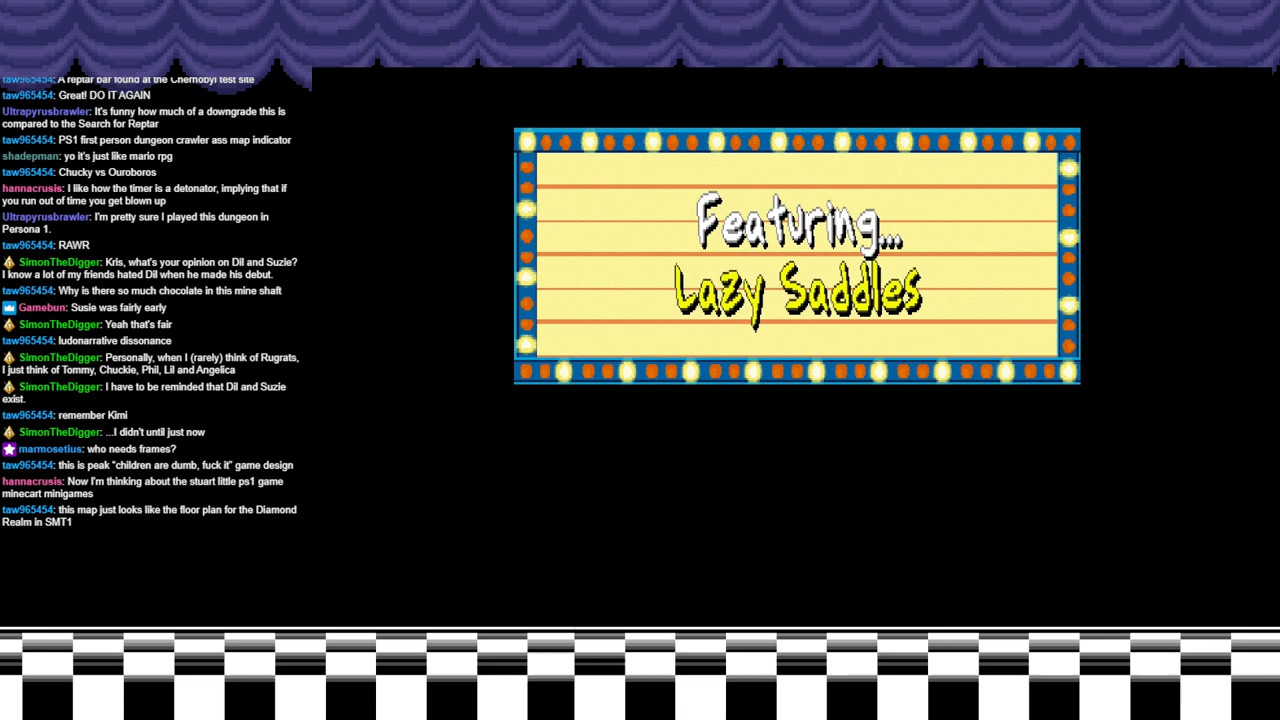 taw965454: A reptar bar found at the Chernobyl test site
taw965454: Great! DO IT AGAIN
Ultrapyrusbrawler: It's funny how much of a downgrade this is
compared to the Search for Reptar
taw965454: PS1 first person dungeon crawler ass map indicator
shadepman: yo it's just like mario rpg
taw965454: Chucky vs Ouroboros
hannacrusis: I like how the timer is a detonator, implying that if
you run out of time you get blown up
Ultrapyrusbrawler: I'm pretty sure I played this dungeon in
Persona 1.
taw965454: RAWR
SimonTheDigger: Kris, what's your opinion on Dil and Suzie?
I know a lot of my friends hated Dil when he made his debut.
taw965454: Why is there so much chocolate in this mine shaft
Gamebun: Susie was fairly early
SimonTheDigger: Yeah that's fair
taw965454: ludonarrative dissonance
SimonTheDigger: Personally, when I (rarely) think of Rugrats,
I just think of Tommy, Chuckie, Phil, Lil and Angelica
SimonTheDigger: I have to be reminded that Dil and Suzie
exist.
taw965454: remember Kimi
SimonTheDigger: ...I didn't until just now
marmosetius: who needs frames?
taw965454: this is peak “children are dumb, fuck it” game design
hannacrusis: Now I'm thinking about the stuart little ps1 game
minecart minigames
taw965454: this map just looks like the floor plan for the Diamond
Realm in SMT1
Featuring...
Lazy Saddles